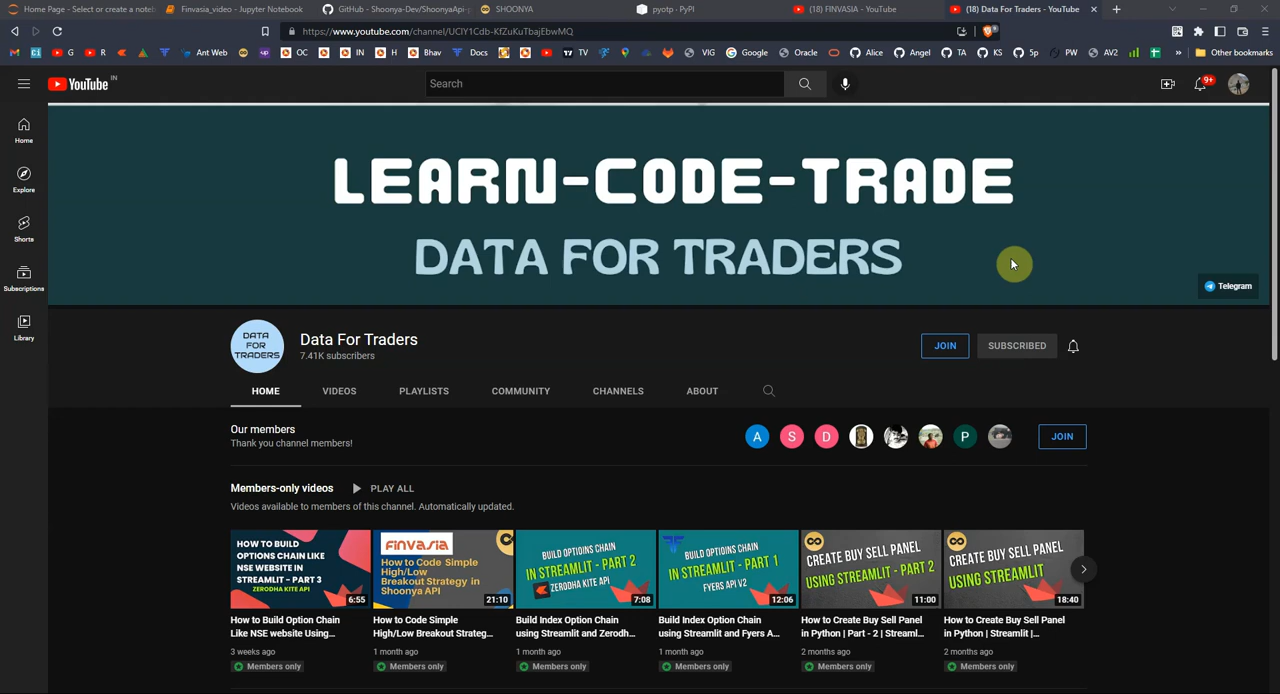 Home Page - Select or create a noteb
Finvasia_video - Jupyter Notebook
GitHub - Shoonya-Dev/ShoonyaApi-p
SHOONYA
pyotp · PyPI
(18) FINVASIA - YouTube
(18) Data For Traders - YouTube
https://www.youtube.com/channel/UClY1Cdb-KfZuKuTbajEbwMQ
G
R
Ant Web
OC
IN
H
Bhav
Docs
TV
VIG
Google
Oracle
Alice
Angel
TA
KS
5p
PW
AV2
Other bookmarks
YouTube IN
Search
9+
Home
Explore
Shorts
Subscriptions
Library
LEARN-CODE-TRADE
DATA FOR TRADERS
Telegram
DATA
FOR
TRADERS
Data For Traders
7.41K subscribers
JOIN
SUBSCRIBED
HOME
VIDEOS
PLAYLISTS
COMMUNITY
CHANNELS
ABOUT
Our members
Thank you channel members!
A
S
D
P
JOIN
Members-only videos
PLAY ALL
Videos available to members of this channel. Automatically updated.
HOW TO BUILD
OPTIONS CHAIN LIKE
NSE WEBSITE IN
STREAMLIT - PART 3
ZERODHA KITE API
6:55
How to Build Option Chain
Like NSE website Using...
3 weeks ago
Members only
FINVASIA
How to Code Simple
High/Low Breakout
Strategy in
Shoonya API
21:10
How to Code Simple
High/Low Breakout Strateg...
1 month ago
Members only
BUILD OPTIOINS CHAIN
IN STREAMLIT - PART 2
ZERODHA KITE API
7:08
Build Index Option Chain
using Streamlit and Zerodh...
1 month ago
Members only
BUILD OPTIOINS CHAIN
IN STREAMLIT - PART 1
FYERS API V2
12:06
Build Index Option Chain
using Streamlit and Fyers A...
1 month ago
Members only
CREATE BUY SELL PANEL
USING STREAMLIT - PART 2
11:00
How to Create Buy Sell Panel
in Python | Part - 2 | Streaml...
2 months ago
Members only
CREATE BUY SELL PANEL
USING STREAMLIT
18:40
How to Create Buy Sell Panel
in Python | Streamlit |...
2 months ago
Members only